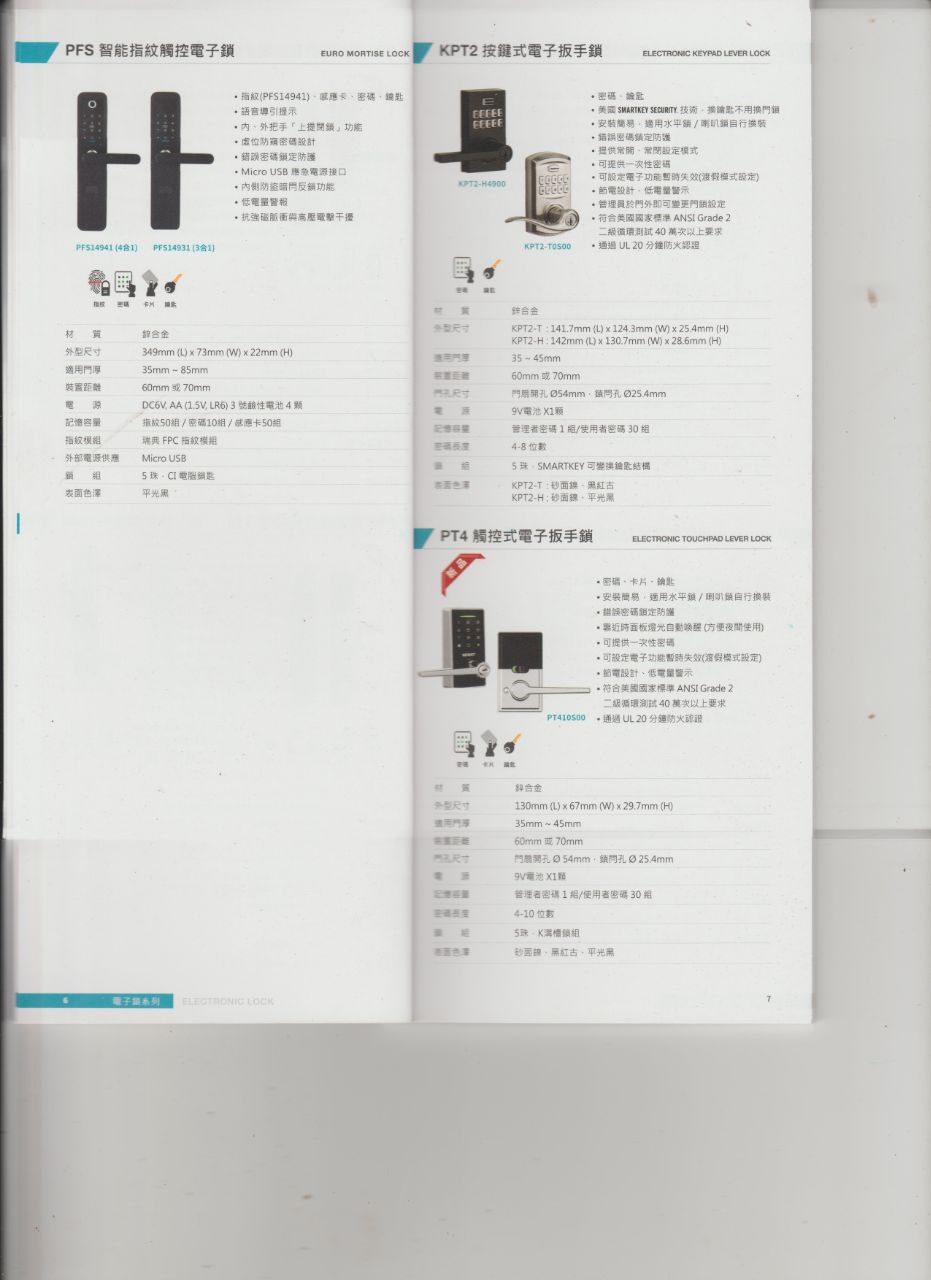 PFS 智能指紋觸控電子鎖
EURO MORTISE LOCK
• 指紋(PFS14941)、感應卡、密碼、鑰匙
• 語音導引提示
• 內、外把手「上提閉鎖」功能
• 虛位防窺密碼設計
• 錯誤密碼鎖定防護
• Micro USB 應急電源接口
• 內側防盜暗門反鎖功能
• 低電量警報
• 抗強磁脈衝與高壓電擊干擾
PFS14941 (4合1)
PFS14931 (3合1)
指紋 密碼 卡片 鑰匙
材 質 鋅合金
外型尺寸 349mm (L) x 73mm (W) x 22mm (H)
適用門厚 35mm ~ 85mm
裝置距離 60mm 或 70mm
電 源 DC6V, AA (1.5V, LR6) 3 號鹼性電池 4 顆
記憶容量 指紋50組 / 密碼10組 / 感應卡50組
指紋模組 瑞典 FPC 指紋模組
外部電源供應 Micro USB
鎖 組 5 珠．CI 電腦鎖匙
表面色澤 平光黑
6 電子鎖系列 ELECTRONIC LOCK
KPT2 按鍵式電子扳手鎖
ELECTRONIC KEYPAD LEVER LOCK
• 密碼、鑰匙
• 美國 SMARTKEY SECURITY. 技術．換鑰匙不用換門鎖
• 安裝簡易．適用水平鎖 / 喇叭鎖自行換裝
• 錯誤密碼鎖定防護
• 提供常開、常閉設定模式
• 可提供一次性密碼
• 可設定電子功能暫時失效(渡假模式設定)
• 節電設計、低電量警示
• 管理員於門外即可變更門鎖設定
• 符合美國國家標準 ANSI Grade 2
二級循環測試 40 萬次以上要求
• 通過 UL 20 分鐘防火認證
KPT2-H4900
KPT2-T0S00
密碼 鑰匙
材 質 鋅合金
外型尺寸 KPT2-T : 141.7mm (L) x 124.3mm (W) x 25.4mm (H)
KPT2-H : 142mm (L) x 130.7mm (W) x 28.6mm (H)
適用門厚 35 ~ 45mm
裝置距離 60mm 或 70mm
門孔尺寸 門扇開孔 Ø54mm．鎖閂孔 Ø25.4mm
電 源 9V電池 X1顆
記憶容量 管理者密碼 1 組/使用者密碼 30 組
密碼長度 4-8 位數
鎖 組 5 珠．SMARTKEY 可變換鑰匙結構
表面色澤 KPT2-T : 砂面鎳、黑紅古
KPT2-H : 砂面鎳、平光黑
PT4 觸控式電子扳手鎖
ELECTRONIC TOUCHPAD LEVER LOCK
新品
• 密碼、卡片、鑰匙
• 安裝簡易．適用水平鎖 / 喇叭鎖自行換裝
• 錯誤密碼鎖定防護
• 靠近時面板燈光自動喚醒 (方便夜間使用)
• 可提供一次性密碼
• 可設定電子功能暫時失效(渡假模式設定)
• 節電設計、低電量警示
• 符合美國國家標準 ANSI Grade 2
二級循環測試 40 萬次以上要求
• 通過 UL 20 分鐘防火認證
PT410S00
密碼 卡片 鑰匙
材 質 鋅合金
外型尺寸 130mm (L) x 67mm (W) x 29.7mm (H)
適用門厚 35mm ~ 45mm
裝置距離 60mm 或 70mm
門孔尺寸 門扇開孔 Ø 54mm．鎖閂孔 Ø 25.4mm
電 源 9V電池 X1顆
記憶容量 管理者密碼 1 組/使用者密碼 30 組
密碼長度 4-10 位數
鎖 組 5珠．K溝槽鎖組
表面色澤 砂面鎳、黑紅古、平光黑
7